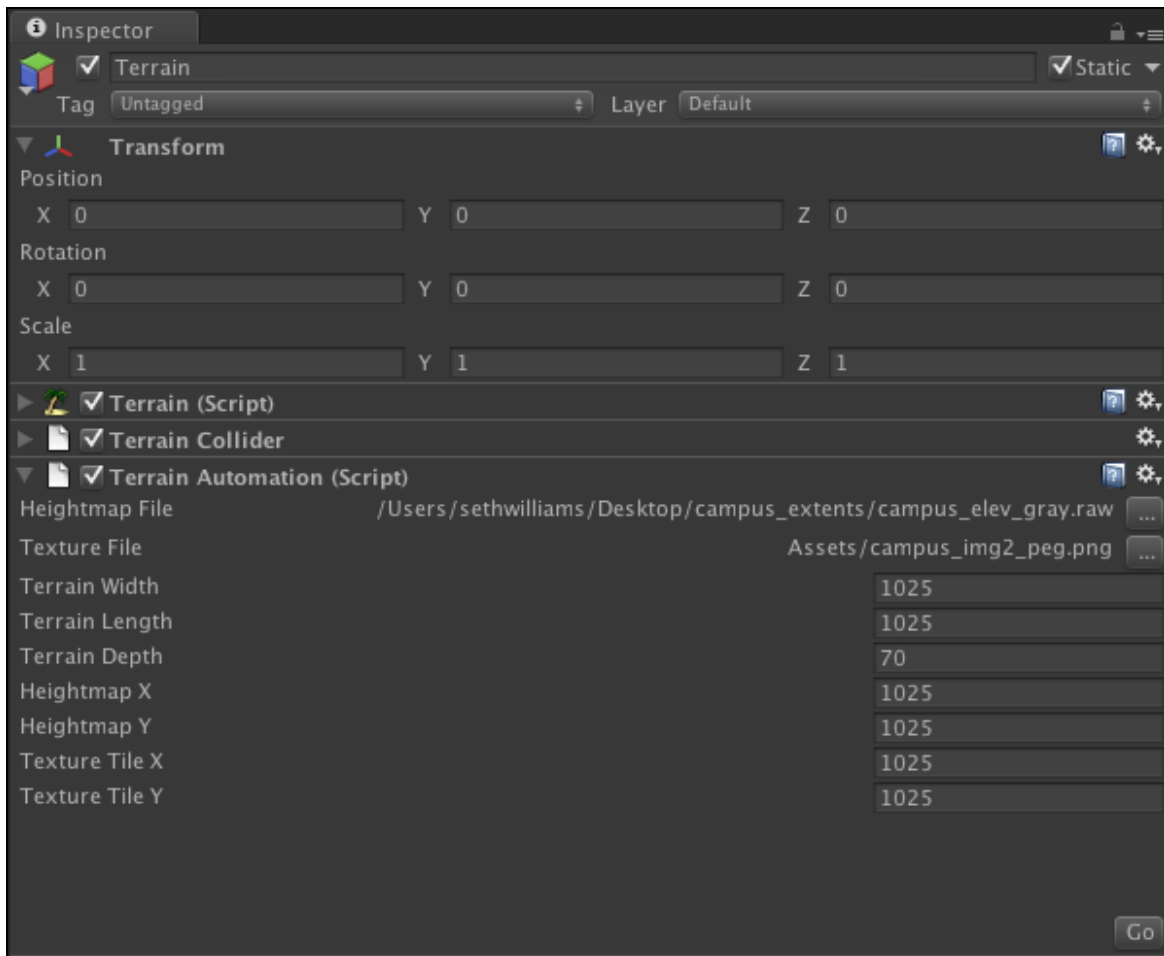 Inspector
Terrain Static
Tag Untagged Layer Default
Transform
Position
X 0 Y 0 Z 0
Rotation
X 0 Y 0 Z 0
Scale
X 1 Y 1 Z 1
Terrain (Script)
Terrain Collider
Terrain Automation (Script)
Heightmap File /Users/sethwilliams/Desktop/campus_extents/campus_elev_gray.raw ...
Texture File Assets/campus_img2_peg.png ...
Terrain Width 1025
Terrain Length 1025
Terrain Depth 70
Heightmap X 1025
Heightmap Y 1025
Texture Tile X 1025
Texture Tile Y 1025
Go